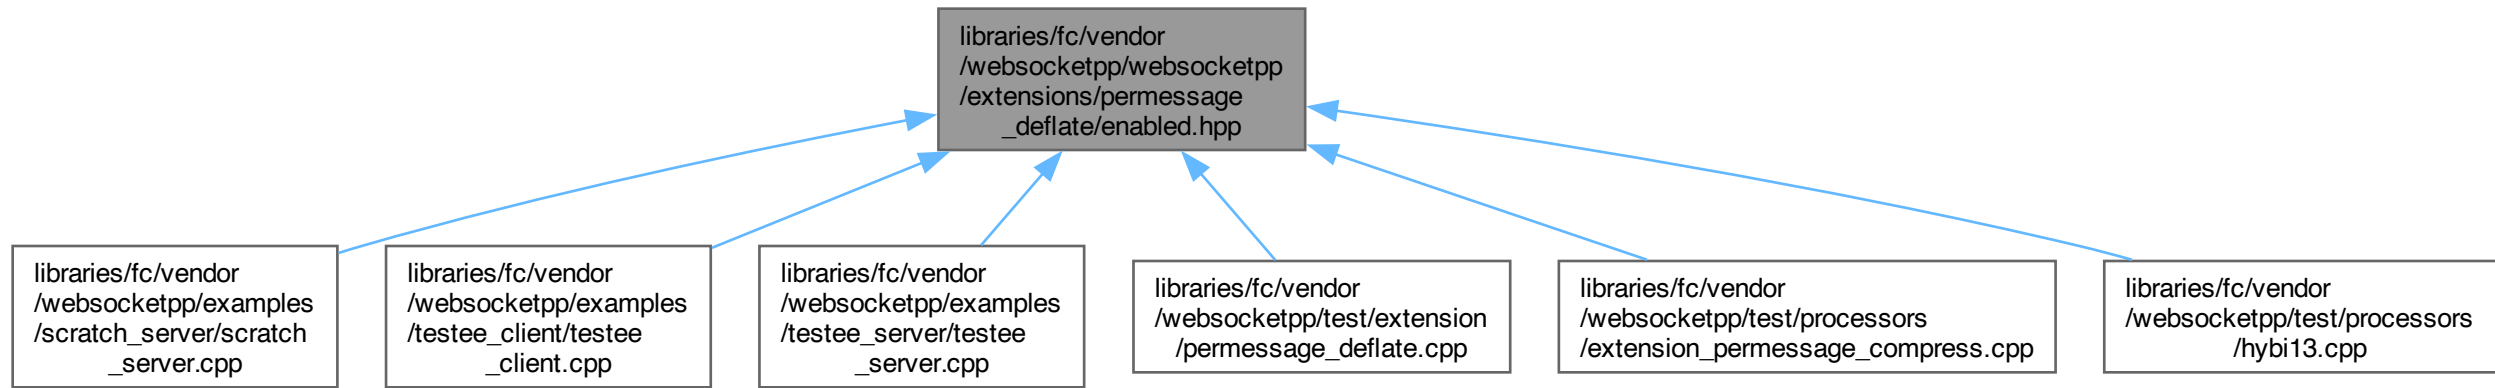 libraries/fc/vendor
/websocketpp/websocketpp
/extensions/permessage
_deflate/enabled.hpp
libraries/fc/vendor
/websocketpp/examples
/scratch_server/scratch
_server.cpp
libraries/fc/vendor
/websocketpp/examples
/testee_client/testee
_client.cpp
libraries/fc/vendor
/websocketpp/examples
/testee_server/testee
_server.cpp
libraries/fc/vendor
/websocketpp/test/extension
/permessage_deflate.cpp
libraries/fc/vendor
/websocketpp/test/processors
/extension_permessage_compress.cpp
libraries/fc/vendor
/websocketpp/test/processors
/hybi13.cpp